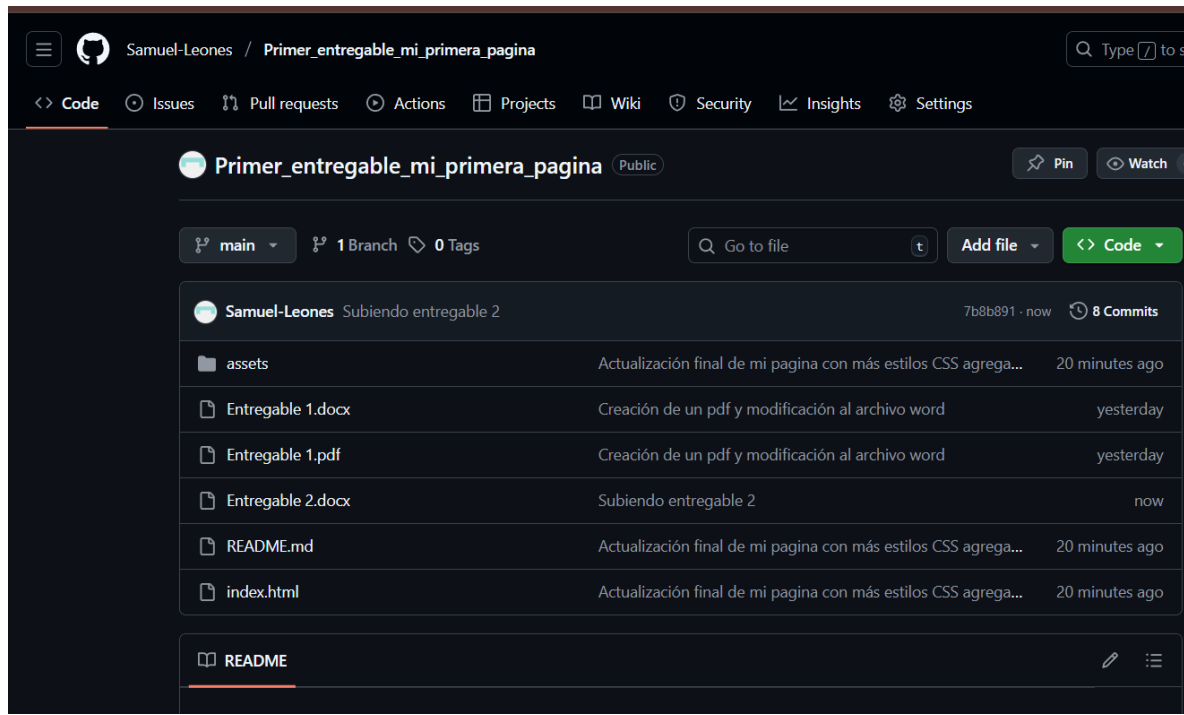 Samuel-Leones / Primer_entregable_mi_primera_pagina
Type / to s
Code Issues Pull requests Actions Projects Wiki Security Insights Settings
Primer_entregable_mi_primera_pagina Public
Pin Watch
main 1 Branch 0 Tags
Go to file t Add file Code
Samuel-Leones Subiendo entregable 2 7b8b891 · now 8 Commits
assets Actualización final de mi pagina con más estilos CSS agrega... 20 minutes ago
Entregable 1.docx Creación de un pdf y modificación al archivo word yesterday
Entregable 1.pdf Creación de un pdf y modificación al archivo word yesterday
Entregable 2.docx Subiendo entregable 2 now
README.md Actualización final de mi pagina con más estilos CSS agrega... 20 minutes ago
index.html Actualización final de mi pagina con más estilos CSS agrega... 20 minutes ago
README